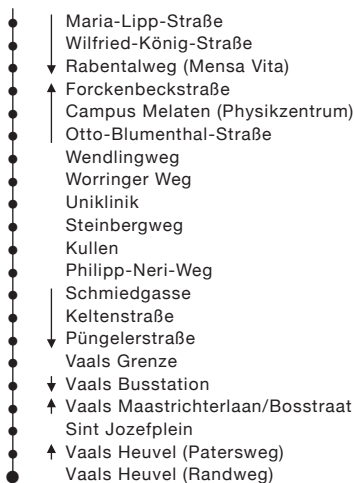 Maria-Lipp-Straße
Wilfried-König-Straße
Rabentalweg (Mensa Vita)
Forckenbeckstraße
Campus Melaten (Physikzentrum)
Otto-Blumenthal-Straße
Wendlingweg
Worringer Weg
Uniklinik
Steinbergweg
Kullen
Philipp-Neri-Weg
Schmiedgasse
Keltenstraße
Püngelerstraße
Vaals Grenze
Vaals Busstation
Vaals Maastrichterlaan/Bosstraat
Sint Jozefplein
Vaals Heuvel (Patersweg)
Vaals Heuvel (Randweg)